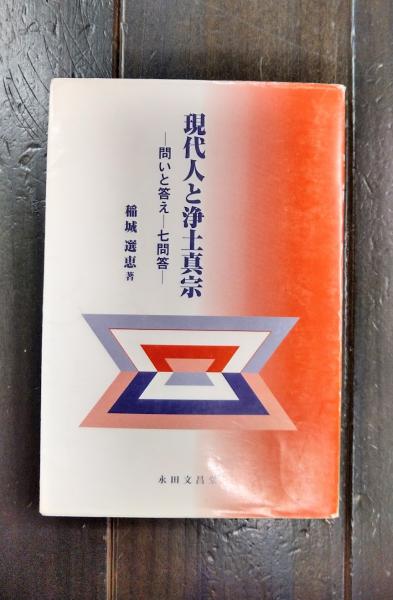 現代人と浄土真宗
―問いと答え―七問答―
稲城選恵著
永田文昌堂